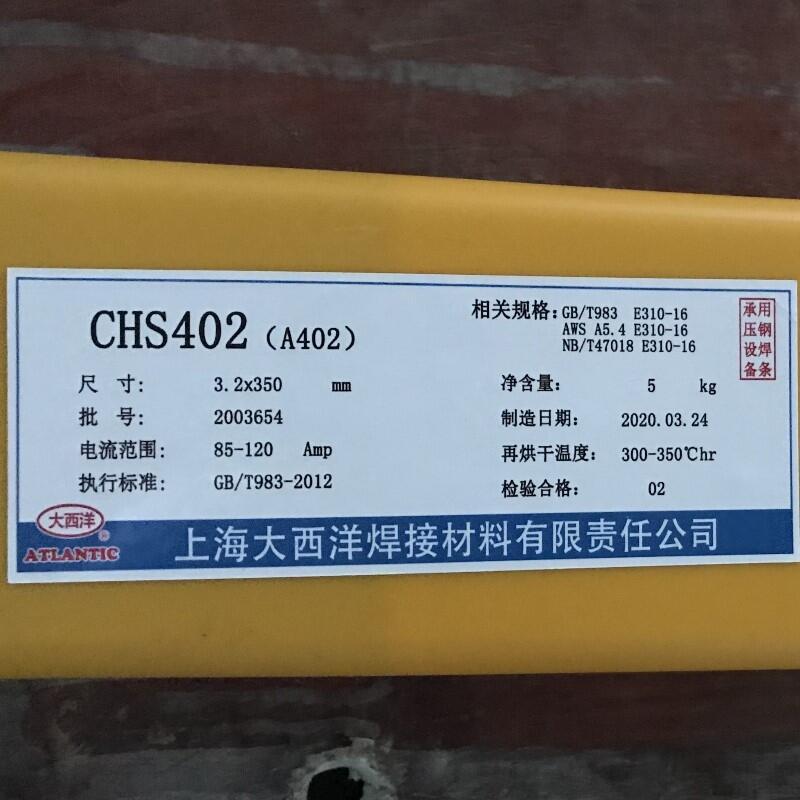 CHS402 (A402)
相关规格: GB/T983 E310-16
AWS A5.4 E310-16
NB/T47018 E310-16
承用
压钢
设焊
备条
尺 寸: 3.2x350 mm
净含量: 5 kg
批 号: 2003654
制造日期: 2020.03.24
电流范围: 85-120 Amp
再烘干温度: 300-350℃hr
执行标准: GB/T983-2012
检验合格: 02
大西洋
®
ATLANTIC
上海大西洋焊接材料有限责任公司